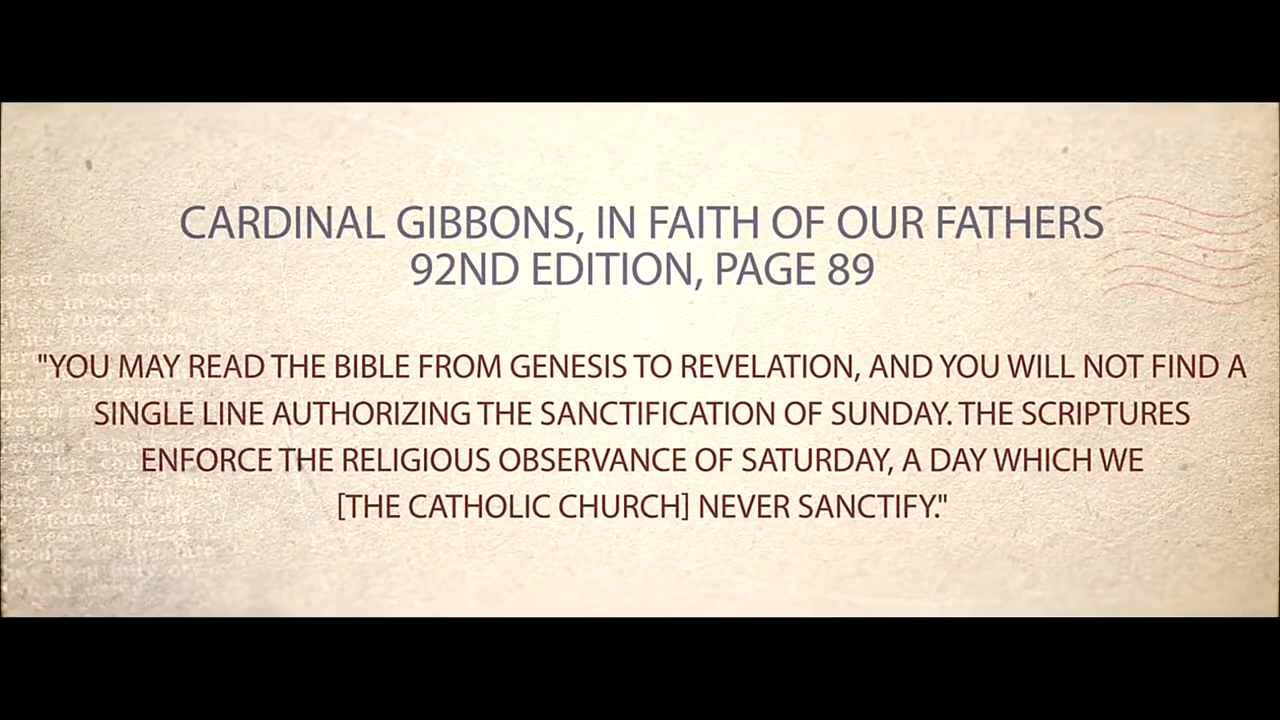 CARDINAL GIBBONS, IN FAITH OF OUR FATHERS
92ND EDITION, PAGE 89
"YOU MAY READ THE BIBLE FROM GENESIS TO REVELATION, AND YOU WILL NOT FIND A
SINGLE LINE AUTHORIZING THE SANCTIFICATION OF SUNDAY. THE SCRIPTURES
ENFORCE THE RELIGIOUS OBSERVANCE OF SATURDAY, A DAY WHICH WE
[THE CATHOLIC CHURCH] NEVER SANCTIFY."